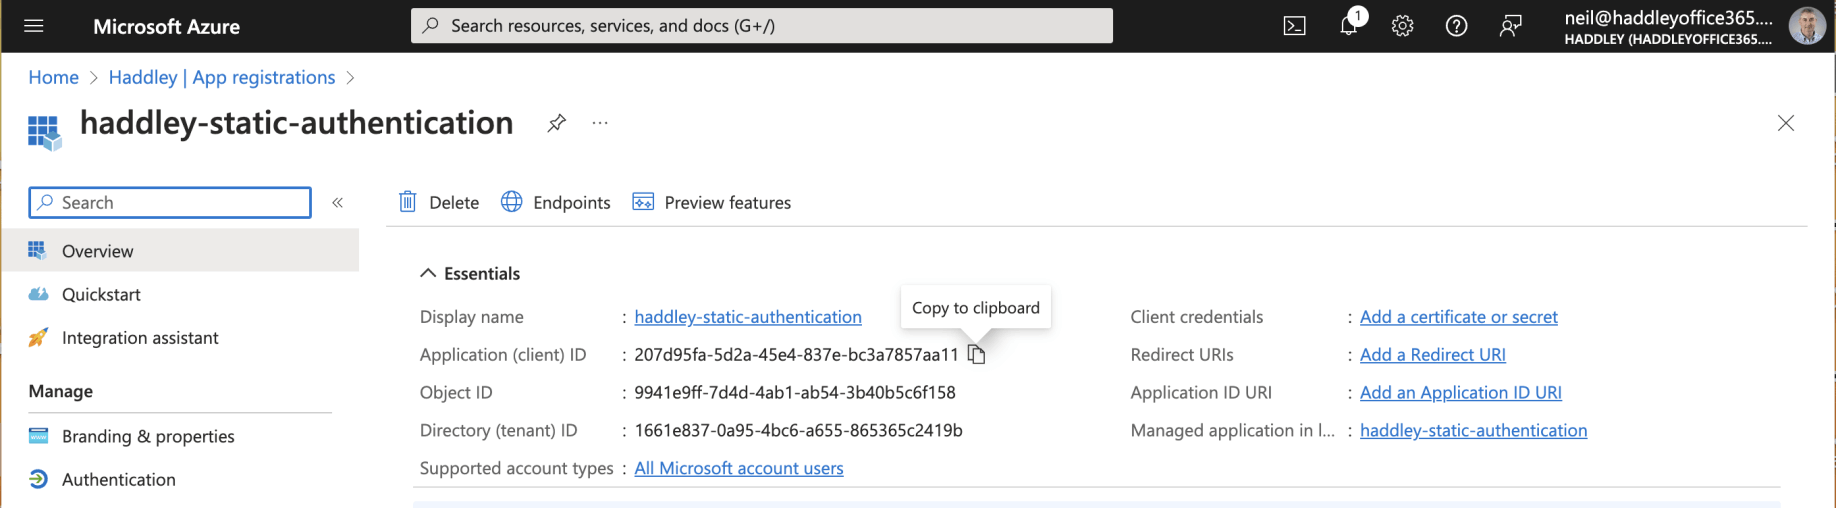 Microsoft Azure
Search resources, services, and docs (G+/)
1
neil@haddleyoffice365....
HADDLEY (HADDLEYOFFICE365....
Home > Haddley | App registrations >
haddley-static-authentication
...
Search
«
Delete
Endpoints
Preview features
Overview
Quickstart
Integration assistant
Manage
Branding & properties
Authentication
Essentials
Copy to clipboard
Display name : haddley-static-authentication
Application (client) ID : 207d95fa-5d2a-45e4-837e-bc3a7857aa11
Object ID : 9941e9ff-7d4d-4ab1-ab54-3b40b5c6f158
Directory (tenant) ID : 1661e837-0a95-4bc6-a655-865365c2419b
Supported account types : All Microsoft account users
Client credentials : Add a certificate or secret
Redirect URIs : Add a Redirect URI
Application ID URI : Add an Application ID URI
Managed application in l... : haddley-static-authentication